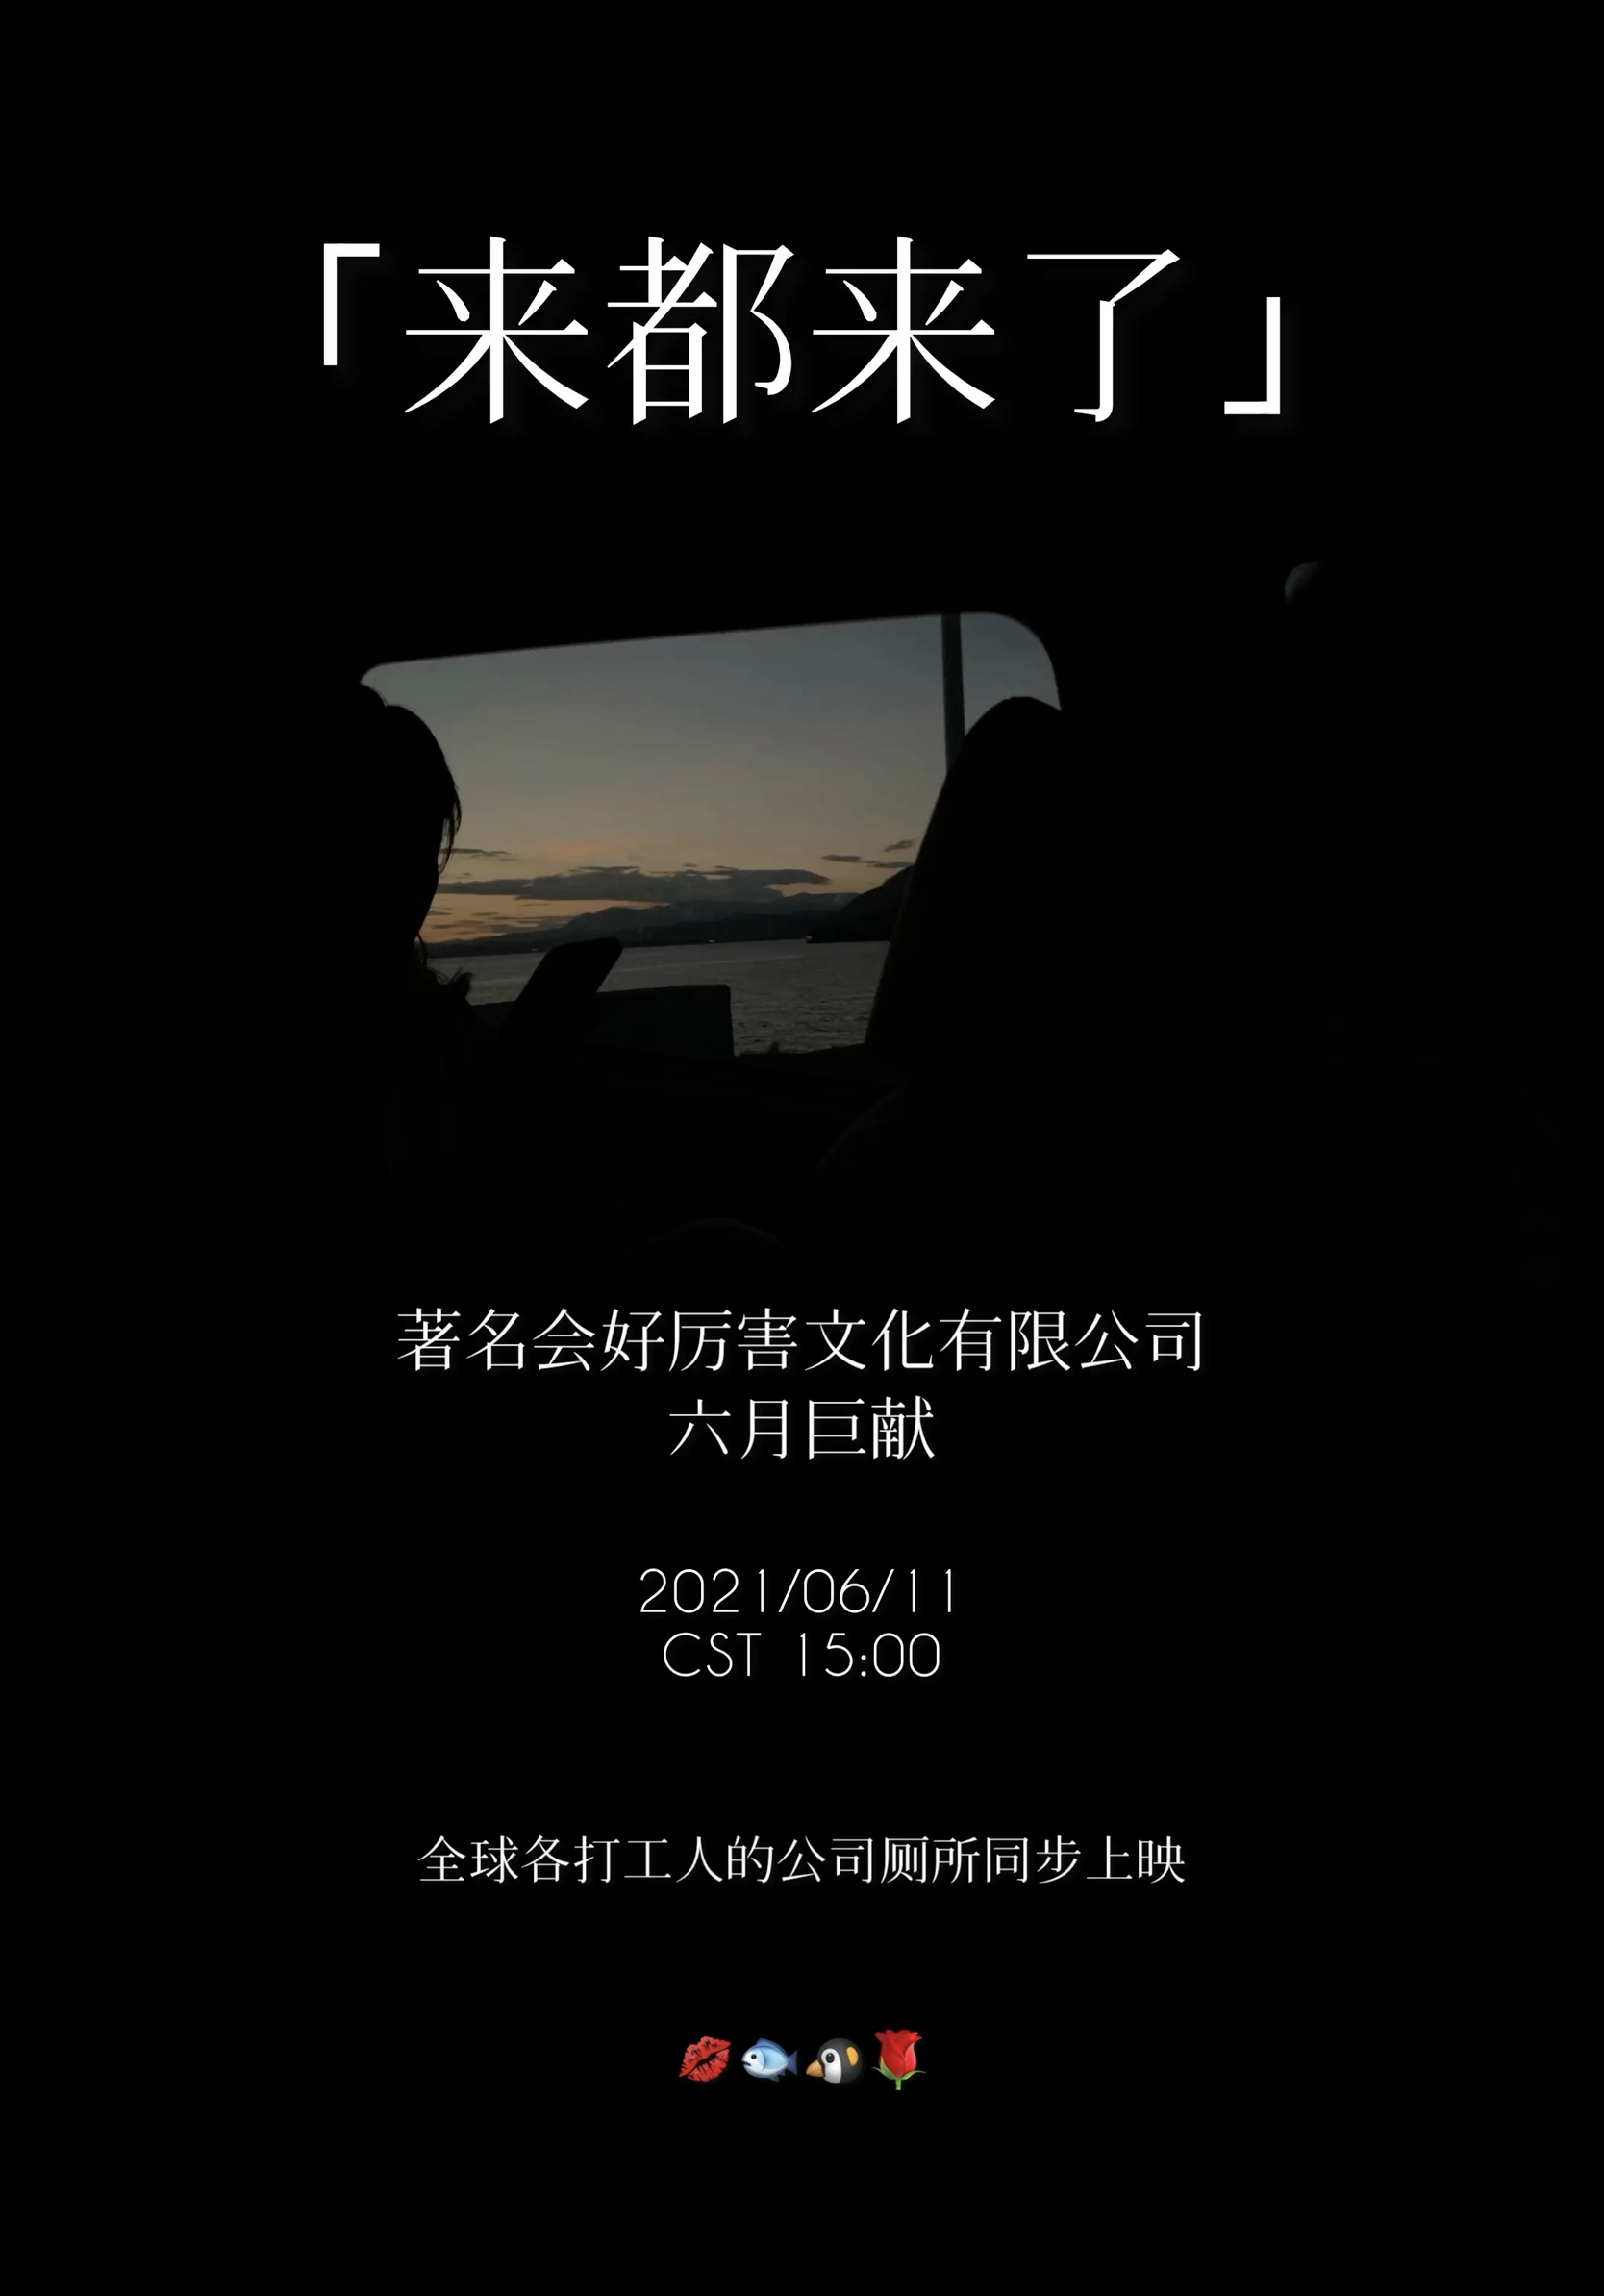 「来都来了」
著名会好厉害文化有限公司
六月巨献
2021/06/11
CST 15:00
全球各打工人的公司厕所同步上映